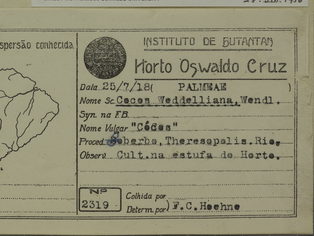 spersão conhecida
INSTITUTO DE BUTANTAN
Horto Oswaldo Cruz
Data 25/7/18( PALMEAE )
Nome Sc. Cocos Weddelliana, Wendl.
Syn. na F.B.
Nome Vulgar "Côcos"
Proced. Soberbo, Theresopolis. Rio,
Observ. Cult.na estufa do Horto.
Nº
2319
Colhida por
Determ. por ) F.C. Hoehne